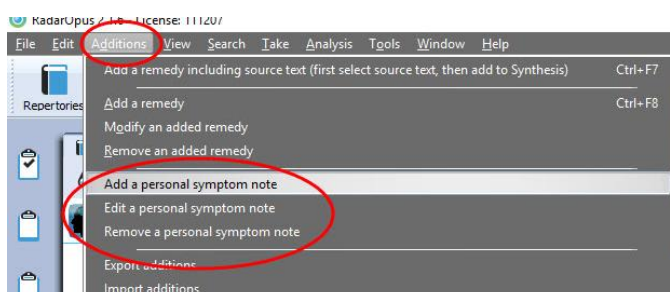 RadarOpus 2.1.6 - License: 111207
File Edit Additions View Search Take Analysis Tools Window Help
Add a remedy including source text (first select source text, then add to Synthesis) Ctrl+F7
Repertories
Add a remedy Ctrl+F8
Modify an added remedy
Remove an added remedy
Add a personal symptom note
Edit a personal symptom note
Remove a personal symptom note
Export additions
Import additions